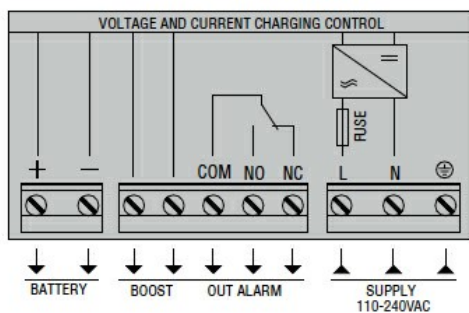 VOLTAGE AND CURRENT CHARGING CONTROL
FUSE
+ − COM NO NC L N
BATTERY BOOST OUT ALARM SUPPLY
110-240VAC